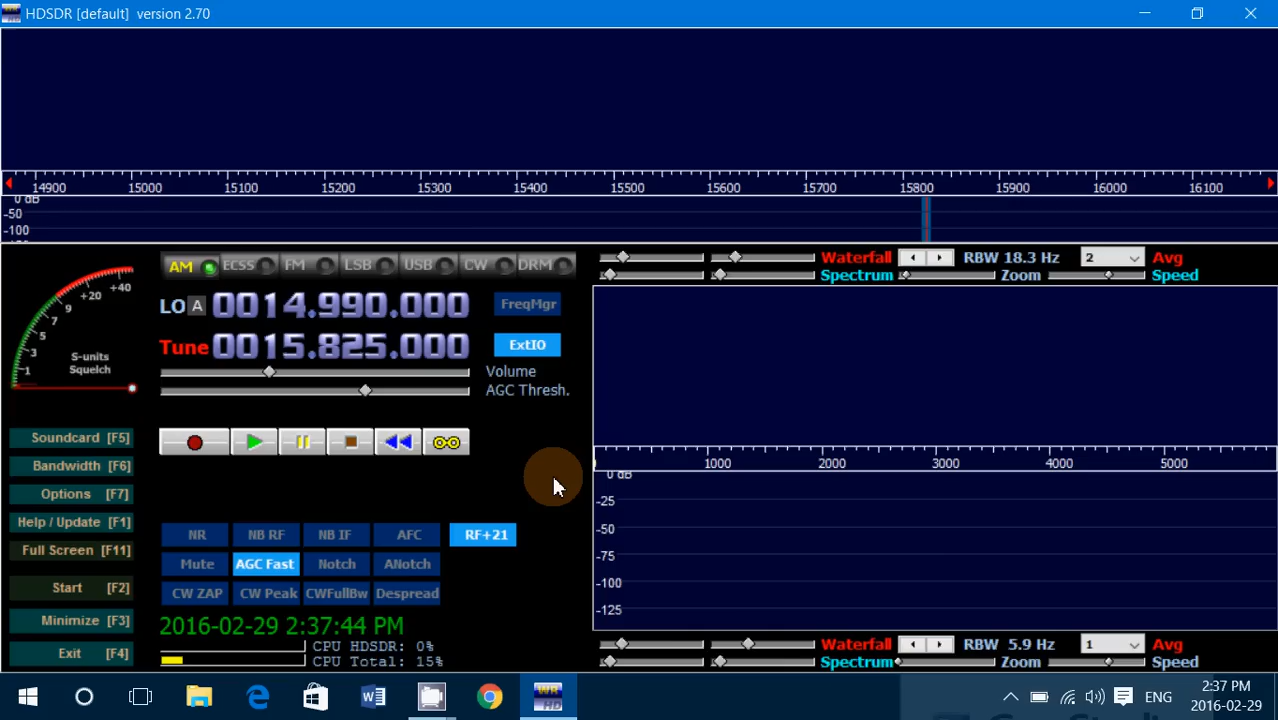 HDSDR [default] version 2.70
14900 15000 15100 15200 15300 15400 15500 15600 15700 15800 15900 16000 16100
0 dB
-50
-100
AM ECSS FM LSB USB CW DRM
Waterfall RBW 18.3 Hz 2 Avg
Spectrum Zoom Speed
1 3 5 7 9 +20 +40
S-units
Squelch
LO A 0014.990.000 FreqMgr
Tune 0015.825.000 ExtIO
Volume
AGC Thresh.
Soundcard [F5]
Bandwidth [F6]
Options [F7]
Help / Update [F1]
Full Screen [F11]
Start [F2]
Minimize [F3]
Exit [F4]
NR NB RF NB IF AFC RF+21
Mute AGC Fast Notch ANotch
CW ZAP CW Peak CWFullBw Despread
2016-02-29 2:37:44 PM
CPU HDSDR: 0%
CPU Total: 15%
1000 2000 3000 4000 5000
0 dB
-25
-50
-75
-100
-125
Waterfall RBW 5.9 Hz 1 Avg
Spectrum Zoom Speed
WR
HD
ENG
2:37 PM
2016-02-29